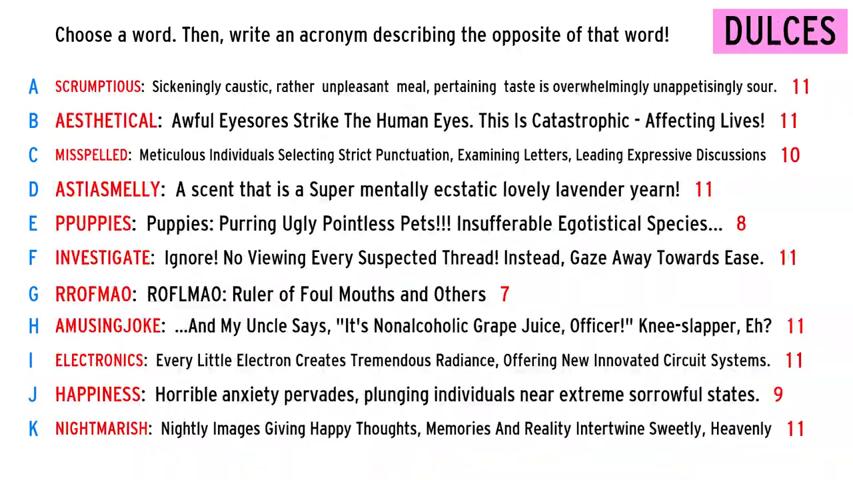 Choose a word. Then, write an acronym describing the opposite of that word!
DULCES
A SCRUMPTIOUS: Sickeningly caustic, rather unpleasant meal, pertaining taste is overwhelmingly unappetisingly sour. 11
B AESTHETICAL: Awful Eyesores Strike The Human Eyes. This Is Catastrophic - Affecting Lives! 11
C MISSPELLED: Meticulous Individuals Selecting Strict Punctuation, Examining Letters, Leading Expressive Discussions 10
D ASTIASMELLY: A scent that is a Super mentally ecstatic lovely lavender yearn! 11
E PPUPPIES: Puppies: Purring Ugly Pointless Pets!!! Insufferable Egotistical Species... 8
F INVESTIGATE: Ignore! No Viewing Every Suspected Thread! Instead, Gaze Away Towards Ease. 11
G RROFMAO: ROFLMAO: Ruler of Foul Mouths and Others 7
H AMUSINGJOKE: ...And My Uncle Says, "It's Nonalcoholic Grape Juice, Officer!" Knee-slapper, Eh? 11
I ELECTRONICS: Every Little Electron Creates Tremendous Radiance, Offering New Innovated Circuit Systems. 11
J HAPPINESS: Horrible anxiety pervades, plunging individuals near extreme sorrowful states. 9
K NIGHTMARISH: Nightly Images Giving Happy Thoughts, Memories And Reality Intertwine Sweetly, Heavenly 11